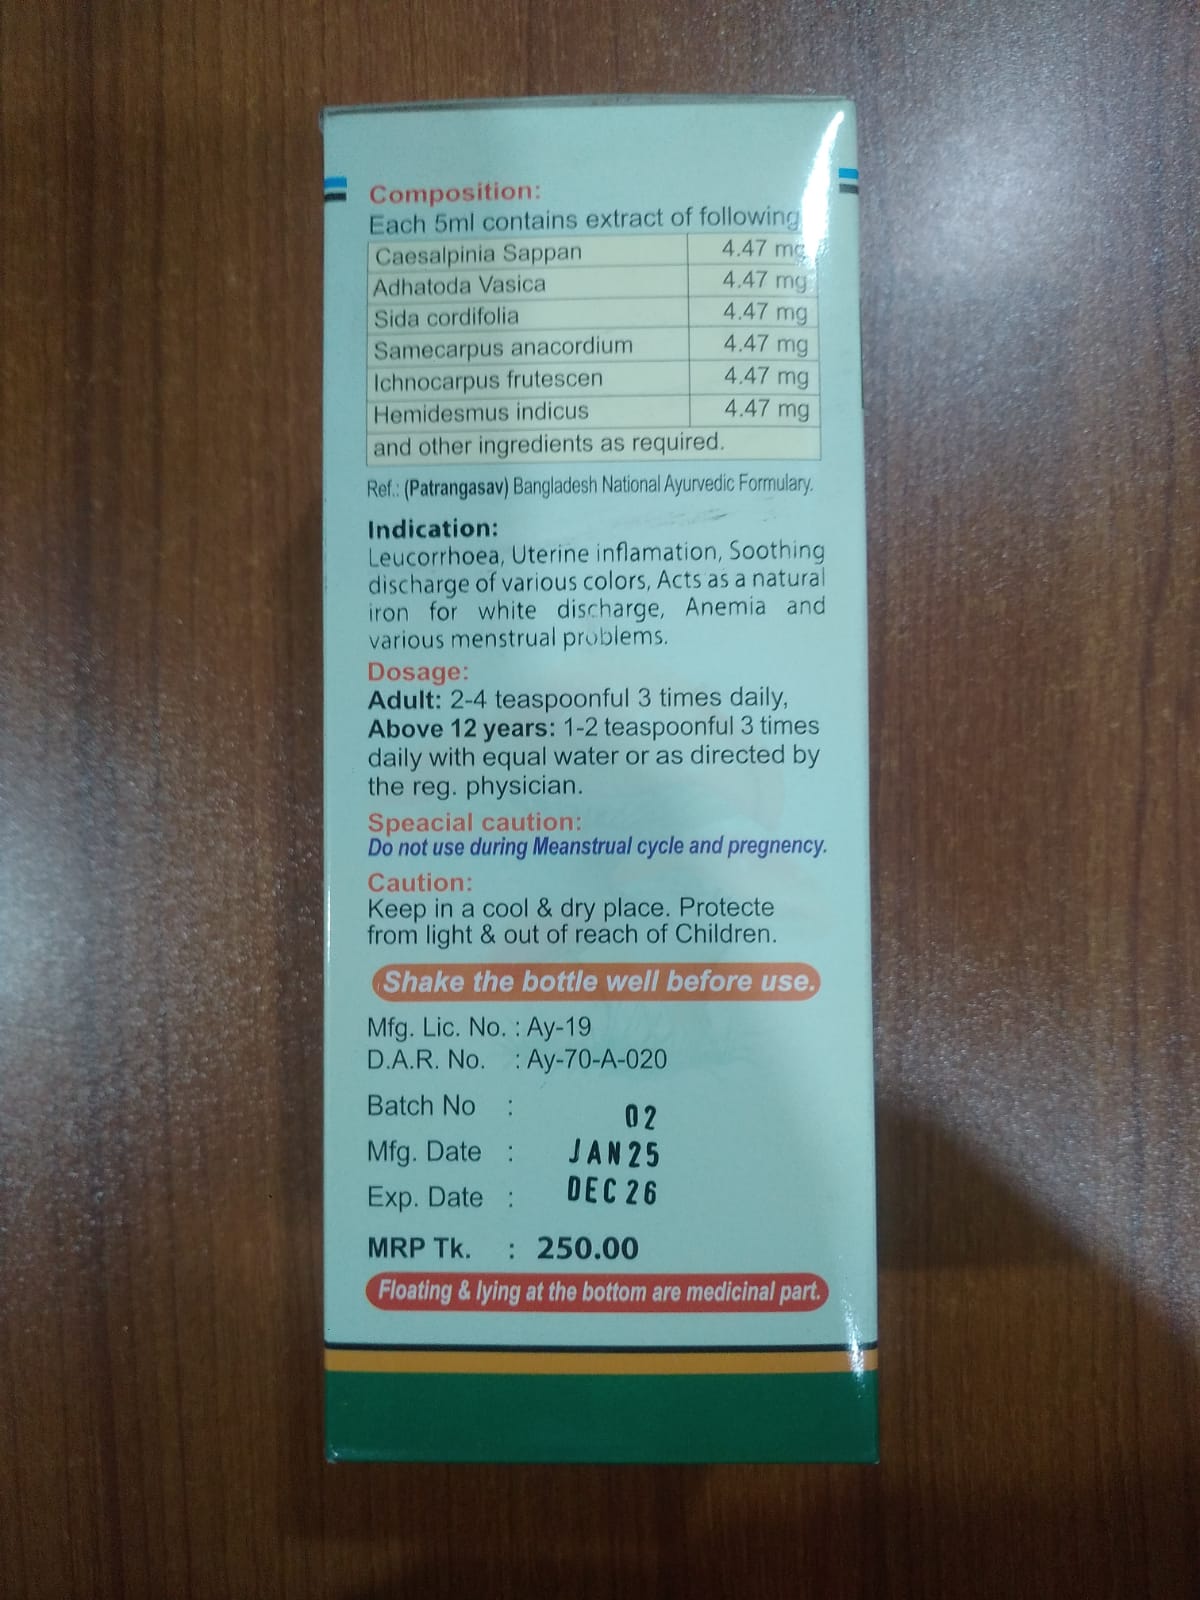 Composition:
Each 5ml contains extract of following
Caesalpinia Sappan 4.47 mg
Adhatoda Vasica 4.47 mg
Sida cordifolia 4.47 mg
Samecarpus anacordium 4.47 mg
Ichnocarpus frutescen 4.47 mg
Hemidesmus indicus 4.47 mg
and other ingredients as required.
Ref.: (Patrangasav) Bangladesh National Ayurvedic Formulary.
Indication:
Leucorrhoea, Uterine inflamation, Soothing
discharge of various colors, Acts as a natural
iron for white discharge, Anemia and
various menstrual problems.
Dosage:
Adult: 2-4 teaspoonful 3 times daily,
Above 12 years: 1-2 teaspoonful 3 times
daily with equal water or as directed by
the reg. physician.
Speacial caution:
Do not use during Meanstrual cycle and pregnency.
Caution:
Keep in a cool & dry place. Protecte
from light & out of reach of Children.
Shake the bottle well before use.
Mfg. Lic. No. : Ay-19
D.A.R. No. : Ay-70-A-020
Batch No : 02
Mfg. Date : JAN 25
Exp. Date : DEC 26
MRP Tk. : 250.00
Floating & lying at the bottom are medicinal part.